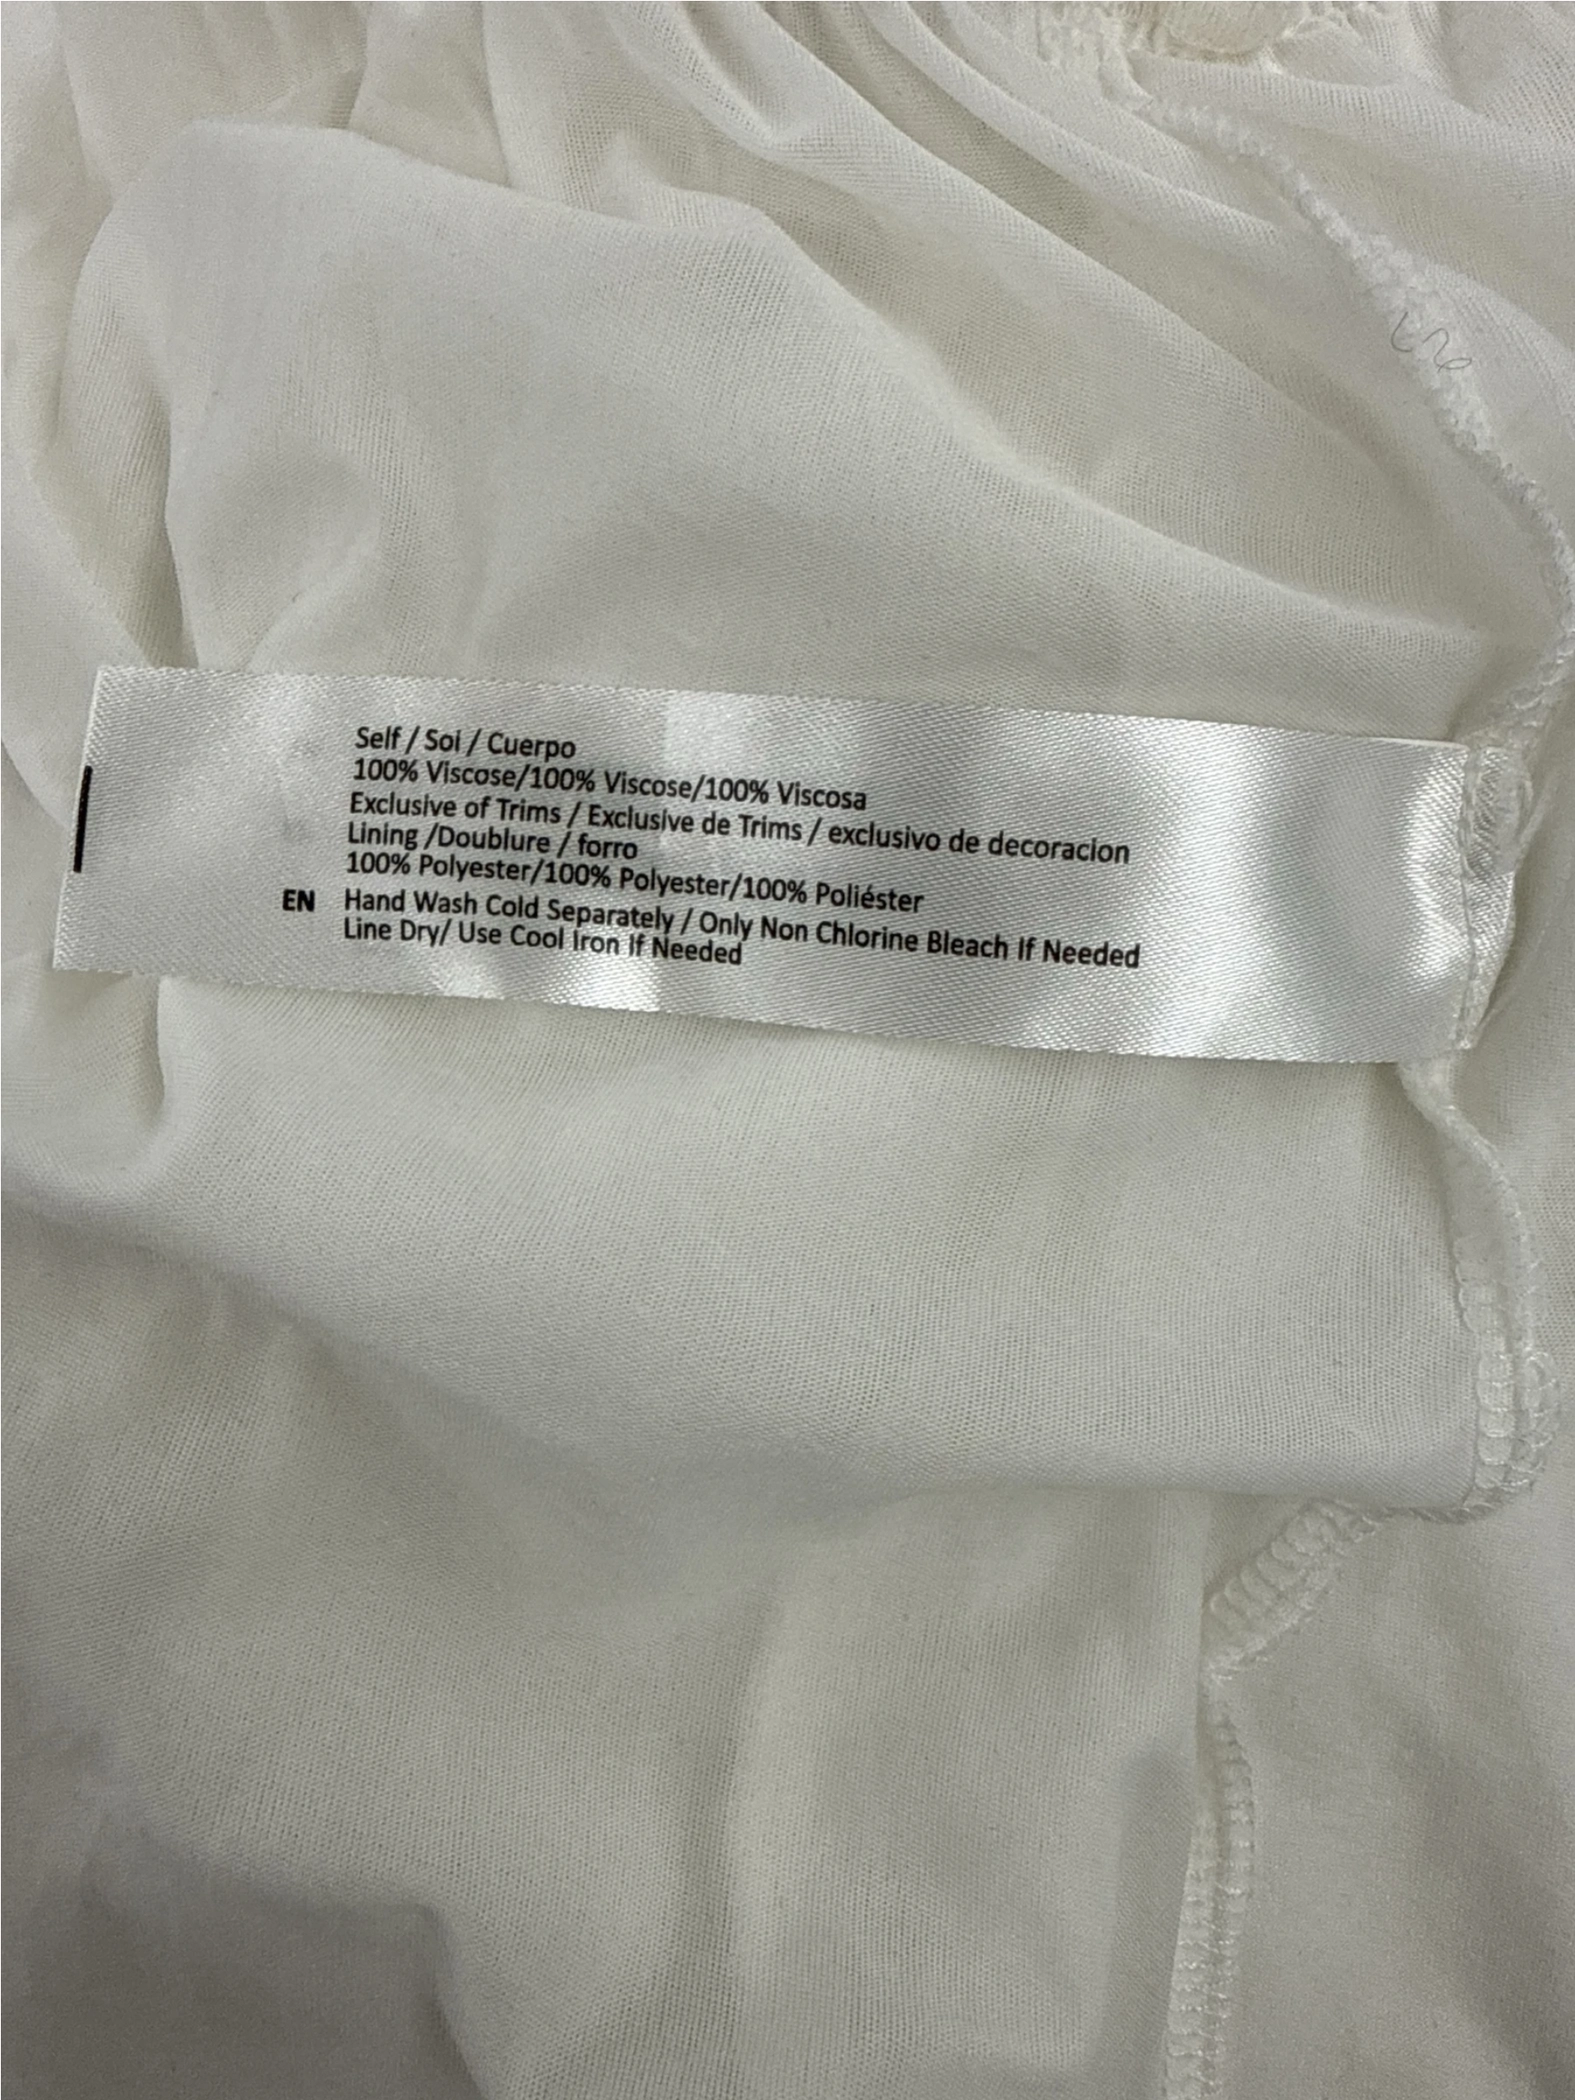 Self / Soi / Cuerpo
100% Viscose/100% Viscose/100% Viscosa
Exclusive of Trims / Exclusive de Trims / exclusivo de decoracion
Lining /Doublure / forro
100% Polyester/100% Polyester/100% Poliéster
EN Hand Wash Cold Separately / Only Non Chlorine Bleach If Needed
Line Dry/ Use Cool Iron If Needed